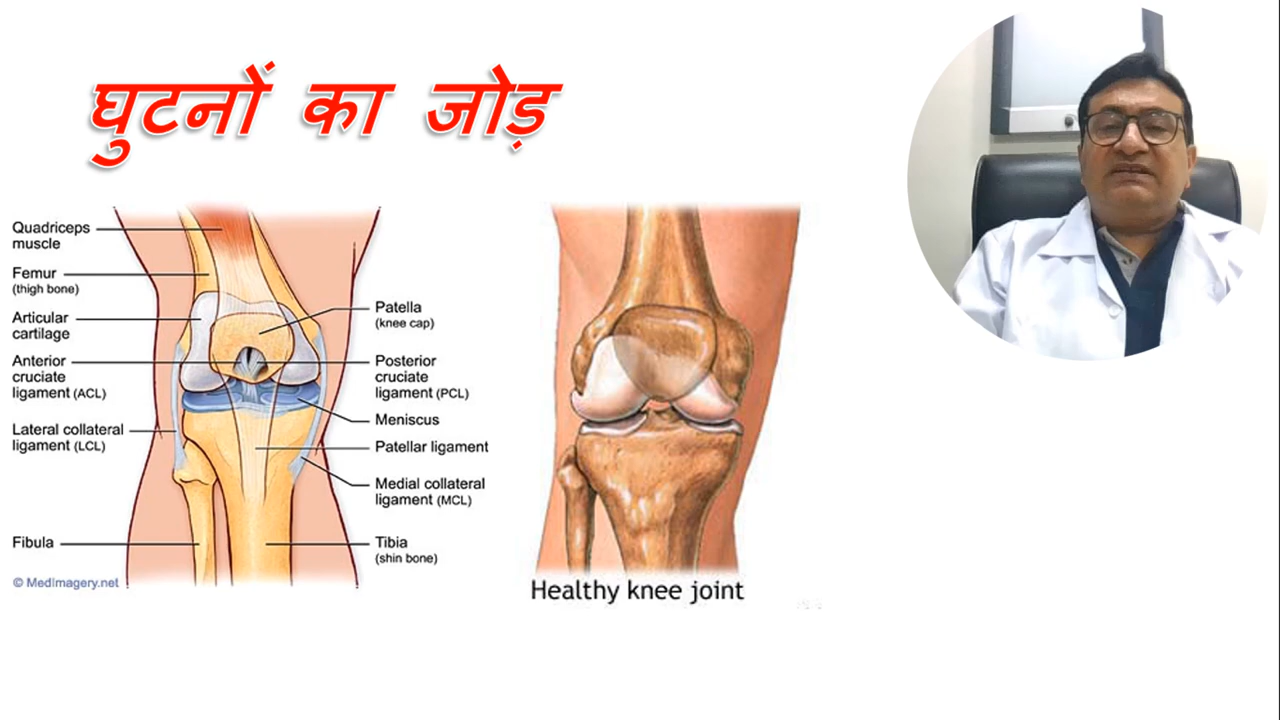 घुटनों का जोड़
Quadriceps
muscle
Femur
(thigh bone)
Articular
cartilage
Anterior
cruciate
ligament (ACL)
Lateral collateral
ligament (LCL)
Fibula
Patella
(knee cap)
Posterior
cruciate
ligament (PCL)
Meniscus
Patellar ligament
Medial collateral
ligament (MCL)
Tibia
(shin bone)
© MedImagery.net
Healthy knee joint